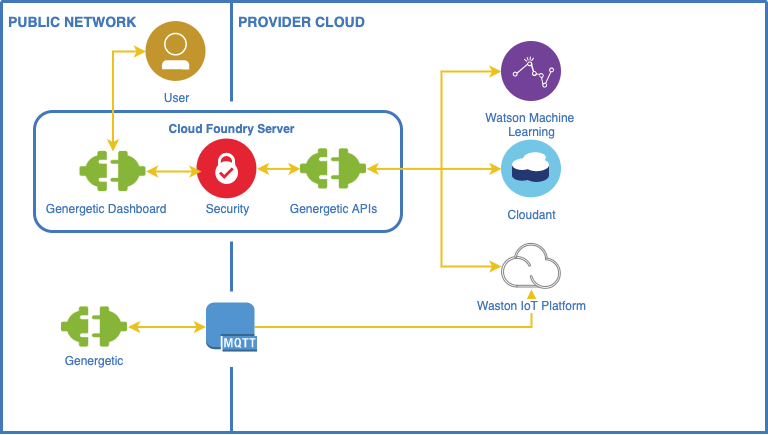 PUBLIC NETWORK
PROVIDER CLOUD
User
Cloud Foundry Server
Watson Machine
Learning
Genergetic Dashboard
Security
Genergetic APIs
Cloudant
Waston IoT Platform
MQTT
Genergetic